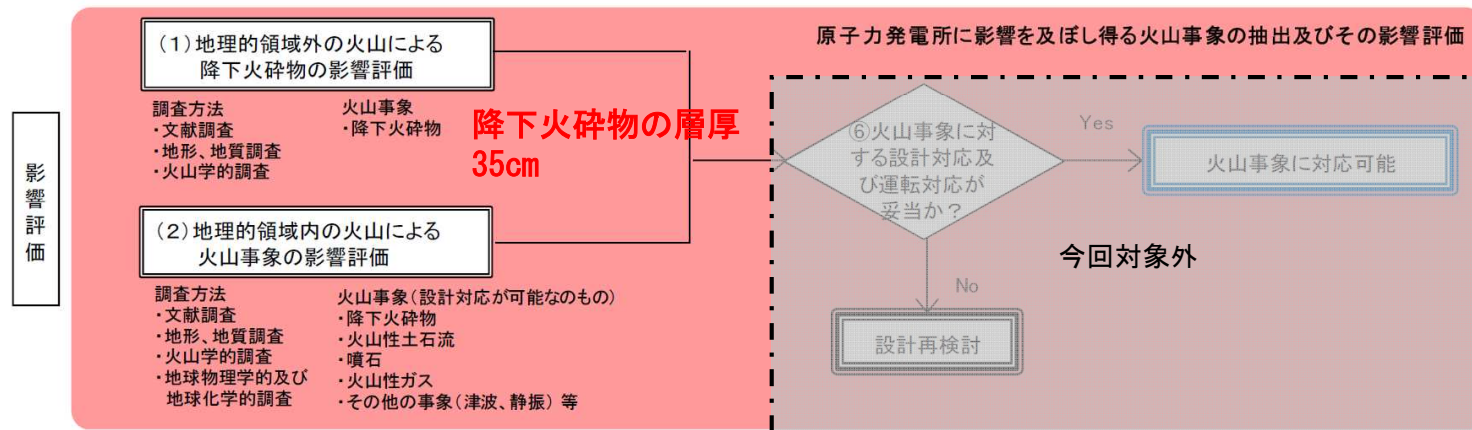 原子力発電所に影響を及ぼし得る火山事象の抽出及びその影響評価
影響評価
(1)地理的領域外の火山による
降下火砕物の影響評価
調査方法
・文献調査
・地形、地質調査
・火山学的調査
火山事象
・降下火砕物
降下火砕物の層厚
35cm
(2)地理的領域内の火山による
火山事象の影響評価
調査方法
・文献調査
・地形、地質調査
・火山学的調査
・地球物理学的及び
地球化学的調査
火山事象(設計対応が可能なのもの)
・降下火砕物
・火山性土石流
・噴石
・火山性ガス
・その他の事象(津波、静振) 等
⑥火山事象に対
する設計対応及
び運転対応が
妥当か?
Yes
火山事象に対応可能
今回対象外
No
設計再検討